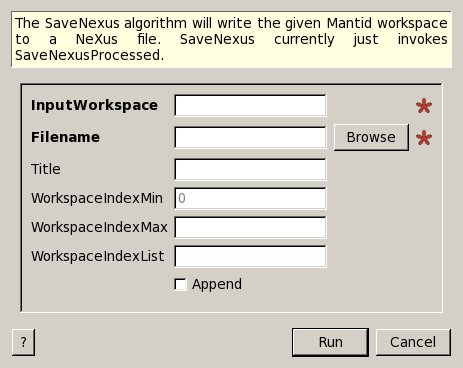 The SaveNexus algorithm will write the given Mantid workspace
to a NeXus file. SaveNexus currently just invokes
SaveNexusProcessed.
InputWorkspace *
Filename Browse *
Title
WorkspaceIndexMin 0
WorkspaceIndexMax
WorkspaceIndexList
Append
? Run Cancel